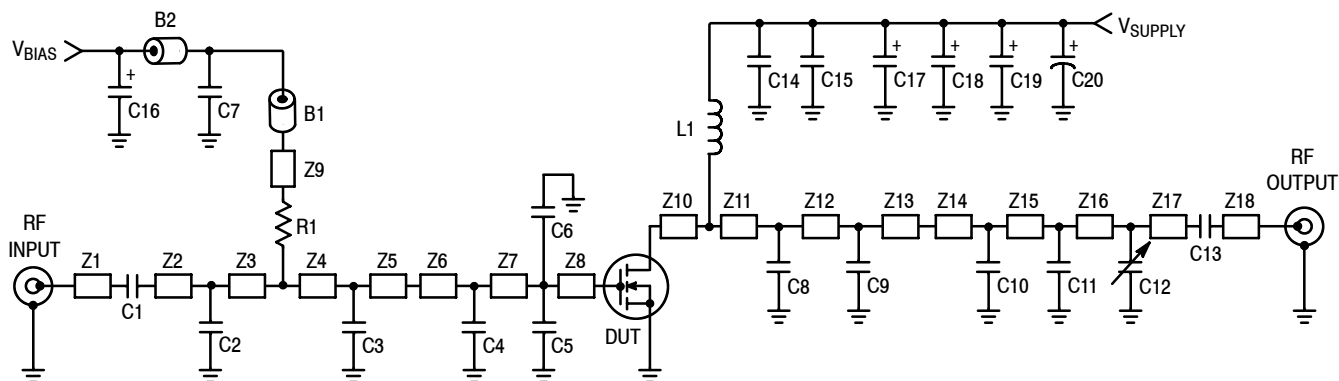 B2
V_BIAS
C16
C7
B1
Z9
R1
RF
INPUT
Z1
C1
Z2
C2
Z3
Z4
C3
Z5
Z6
C4
Z7
C6
C5
Z8
DUT
V_SUPPLY
C14
C15
+
C17
+
C18
+
C19
+
C20
+
L1
Z10
Z11
C8
Z12
C9
Z13
Z14
C10
Z15
C11
Z16
C12
Z17
C13
Z18
RF
OUTPUT